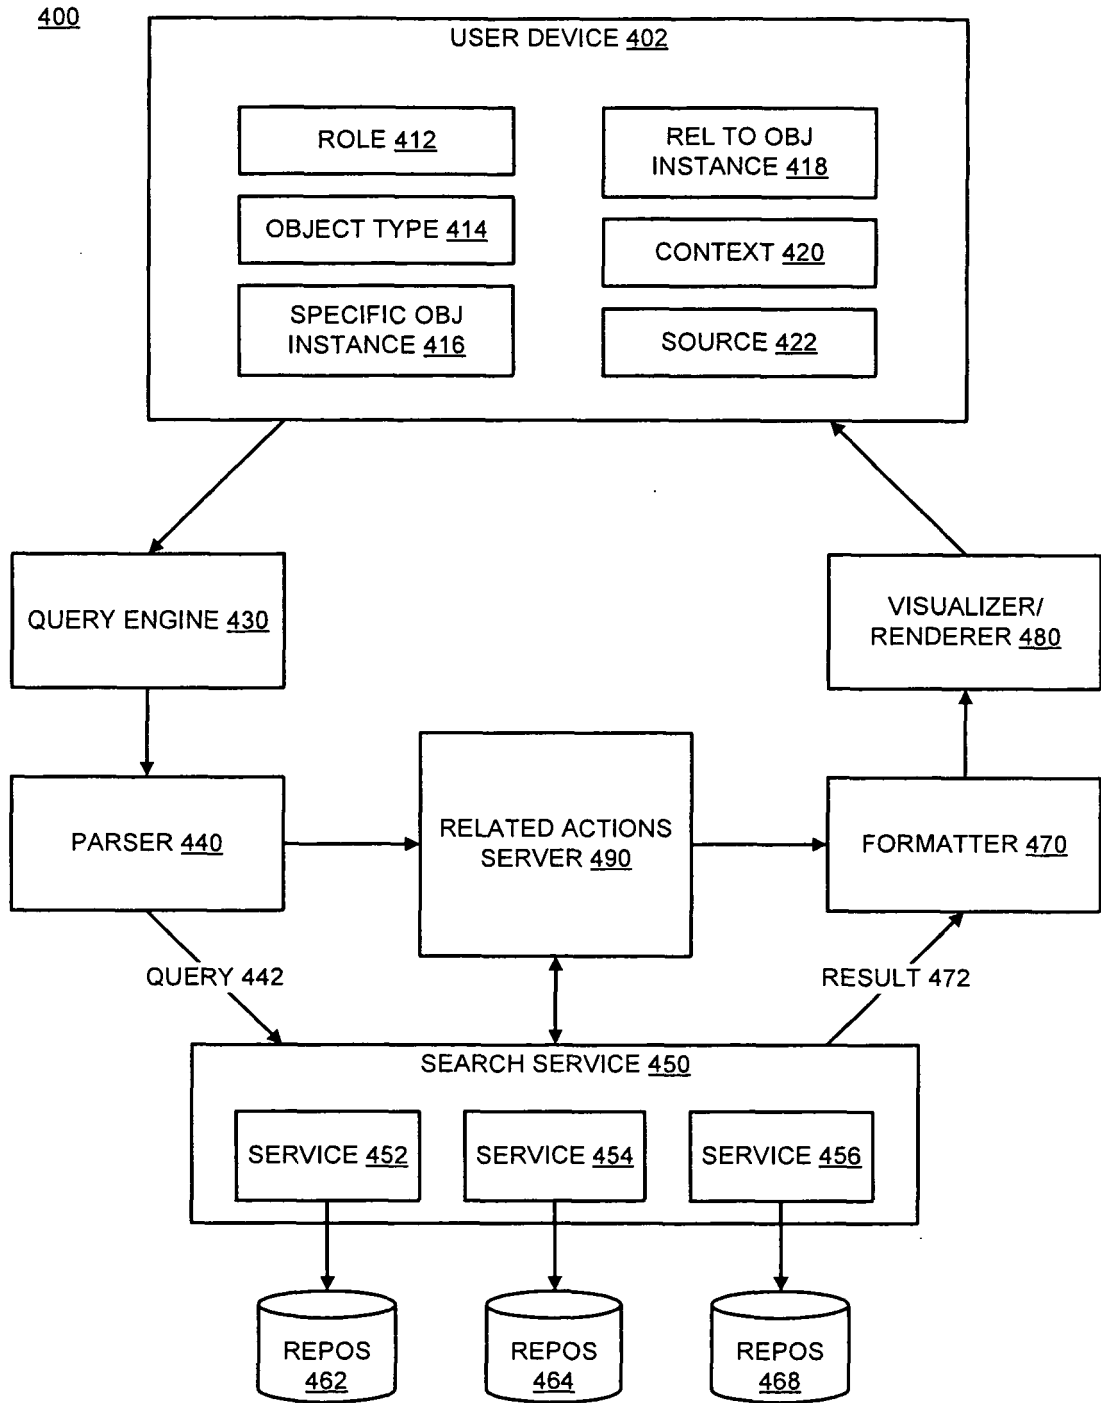 400
USER DEVICE 402
ROLE 412
REL TO OBJ
INSTANCE 418
OBJECT TYPE 414
CONTEXT 420
SPECIFIC OBJ
INSTANCE 416
SOURCE 422
QUERY ENGINE 430
VISUALIZER/
RENDERER 480
PARSER 440
RELATED ACTIONS
SERVER 490
FORMATTER 470
QUERY 442
RESULT 472
SEARCH SERVICE 450
SERVICE 452
SERVICE 454
SERVICE 456
REPOS
462
REPOS
464
REPOS
468